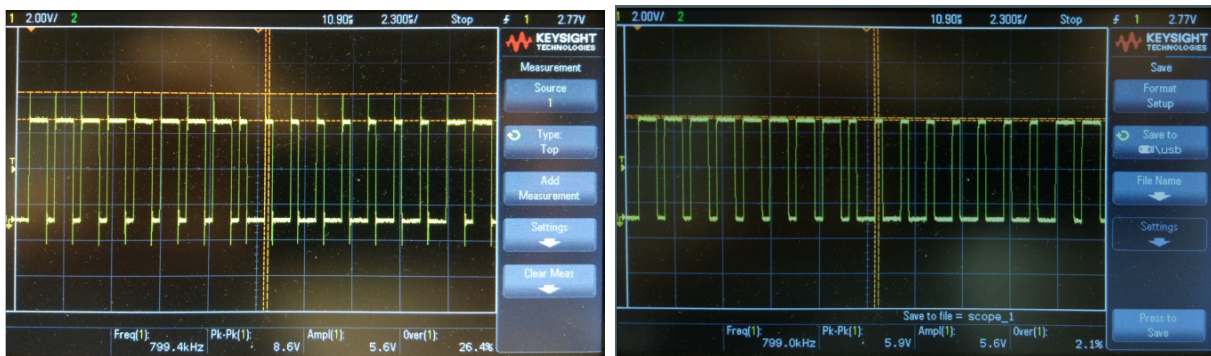 1 2.00V/ 2 10.90s 2.300s/ Stop 1 2.77V
KEYSIGHT
TECHNOLOGIES
Measurement
Source
1
Type:
Top
Add
Measurement
Settings
Clear Meas
T
Freq(1): Pk-Pk(1): Ampl(1): Over(1):
799.4kHz 8.6V 5.6V 26.4%
1 2.00V/ 2 10.90s 2.300s/ Stop 1 2.77V
KEYSIGHT
TECHNOLOGIES
Save
Format
Setup
Save to
\usb
File Name
Settings
Press to
Save
T
Save to file = scope_1
Freq(1): Pk-Pk(1): Ampl(1): Over(1):
799.0kHz 5.9V 5.6V 2.1%